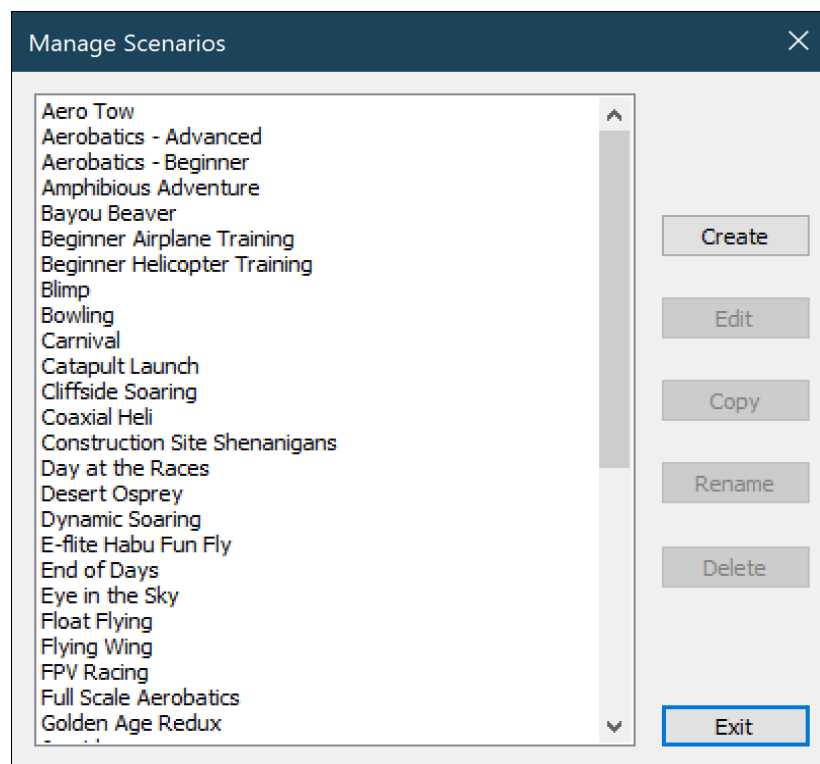 Manage Scenarios
Aero Tow
Aerobatics - Advanced
Aerobatics - Beginner
Amphibious Adventure
Bayou Beaver
Beginner Airplane Training
Beginner Helicopter Training
Blimp
Bowling
Carnival
Catapult Launch
Cliffside Soaring
Coaxial Heli
Construction Site Shenanigans
Day at the Races
Desert Osprey
Dynamic Soaring
E-flite Habu Fun Fly
End of Days
Eye in the Sky
Float Flying
Flying Wing
FPV Racing
Full Scale Aerobatics
Golden Age Redux
Create
Edit
Copy
Rename
Delete
Exit